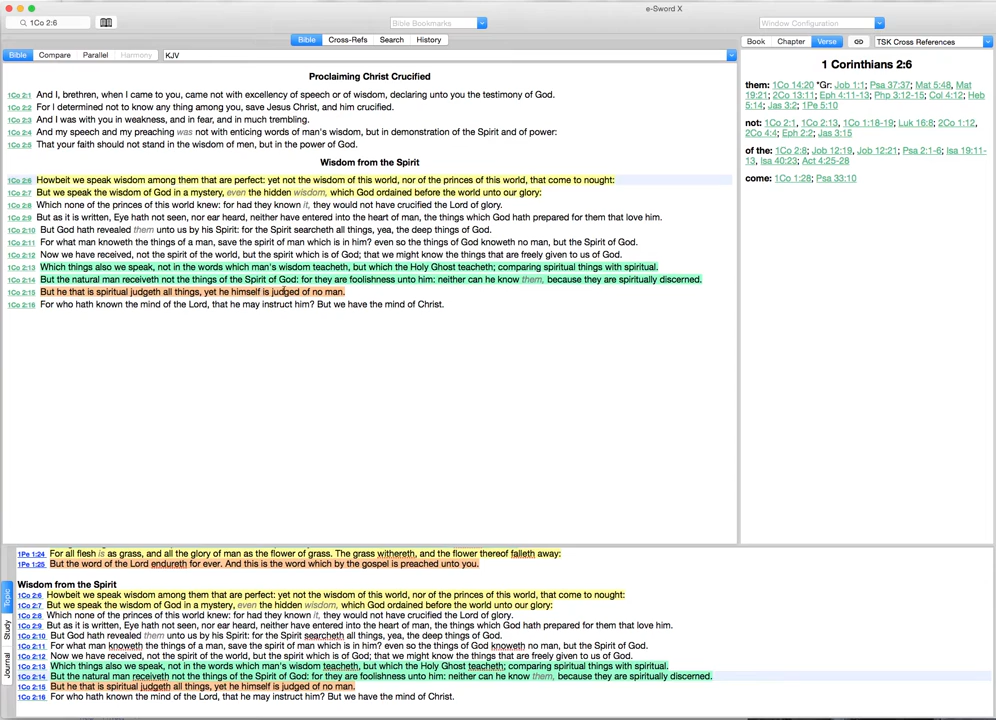 e-Sword X
1Co 2:6
Bible Bookmarks
Window Configuration
Bible Cross-Refs Search History
Bible Compare Parallel Harmony KJV
Book Chapter Verse TSK Cross References
Proclaiming Christ Crucified
1Co 2:1 And I, brethren, when I came to you, came not with excellency of speech or of wisdom, declaring unto you the testimony of God.
1Co 2:2 For I determined not to know any thing among you, save Jesus Christ, and him crucified.
1Co 2:3 And I was with you in weakness, and in fear, and in much trembling.
1Co 2:4 And my speech and my preaching was not with enticing words of man's wisdom, but in demonstration of the Spirit and of power:
1Co 2:5 That your faith should not stand in the wisdom of men, but in the power of God.
Wisdom from the Spirit
1Co 2:6 Howbeit we speak wisdom among them that are perfect: yet not the wisdom of this world, nor of the princes of this world, that come to nought:
1Co 2:7 But we speak the wisdom of God in a mystery, even the hidden wisdom, which God ordained before the world unto our glory:
1Co 2:8 Which none of the princes of this world knew: for had they known it, they would not have crucified the Lord of glory.
1Co 2:9 But as it is written, Eye hath not seen, nor ear heard, neither have entered into the heart of man, the things which God hath prepared for them that love him.
1Co 2:10 But God hath revealed them unto us by his Spirit: for the Spirit searcheth all things, yea, the deep things of God.
1Co 2:11 For what man knoweth the things of a man, save the spirit of man which is in him? even so the things of God knoweth no man, but the Spirit of God.
1Co 2:12 Now we have received, not the spirit of the world, but the spirit which is of God; that we might know the things that are freely given to us of God.
1Co 2:13 Which things also we speak, not in the words which man's wisdom teacheth, but which the Holy Ghost teacheth; comparing spiritual things with spiritual.
1Co 2:14 But the natural man receiveth not the things of the Spirit of God: for they are foolishness unto him: neither can he know them, because they are spiritually discerned.
1Co 2:15 But he that is spiritual judgeth all things, yet he himself is judged of no man.
1Co 2:16 For who hath known the mind of the Lord, that he may instruct him? But we have the mind of Christ.
1 Corinthians 2:6
them: 1Co 14:20 *Gr: Job 1:1; Psa 37:37; Mat 5:48, Mat
19:21; 2Co 13:11; Eph 4:11-13; Php 3:12-15; Col 4:12; Heb
5:14; Jas 3:2; 1Pe 5:10
not: 1Co 2:1, 1Co 2:13, 1Co 1:18-19; Luk 16:8; 2Co 1:12,
2Co 4:4; Eph 2:2; Jas 3:15
of the: 1Co 2:8; Job 12:19, Job 12:21; Psa 2:1-6; Isa 19:11-
13, Isa 40:23; Act 4:25-28
come: 1Co 1:28; Psa 33:10
Topic
Study
Journal
1Pe 1:24 For all flesh is as grass, and all the glory of man as the flower of grass. The grass withereth, and the flower thereof falleth away:
1Pe 1:25 But the word of the Lord endureth for ever. And this is the word which by the gospel is preached unto you.
Wisdom from the Spirit
1Co 2:6 Howbeit we speak wisdom among them that are perfect: yet not the wisdom of this world, nor of the princes of this world, that come to nought:
1Co 2:7 But we speak the wisdom of God in a mystery, even the hidden wisdom, which God ordained before the world unto our glory:
1Co 2:8 Which none of the princes of this world knew: for had they known it, they would not have crucified the Lord of glory.
1Co 2:9 But as it is written, Eye hath not seen, nor ear heard, neither have entered into the heart of man, the things which God hath prepared for them that love him.
1Co 2:10 But God hath revealed them unto us by his Spirit: for the Spirit searcheth all things, yea, the deep things of God.
1Co 2:11 For what man knoweth the things of a man, save the spirit of man which is in him? even so the things of God knoweth no man, but the Spirit of God.
1Co 2:12 Now we have received, not the spirit of the world, but the spirit which is of God; that we might know the things that are freely given to us of God.
1Co 2:13 Which things also we speak, not in the words which man's wisdom teacheth, but which the Holy Ghost teacheth; comparing spiritual things with spiritual.
1Co 2:14 But the natural man receiveth not the things of the Spirit of God: for they are foolishness unto him: neither can he know them, because they are spiritually discerned.
1Co 2:15 But he that is spiritual judgeth all things, yet he himself is judged of no man.
1Co 2:16 For who hath known the mind of the Lord, that he may instruct him? But we have the mind of Christ.